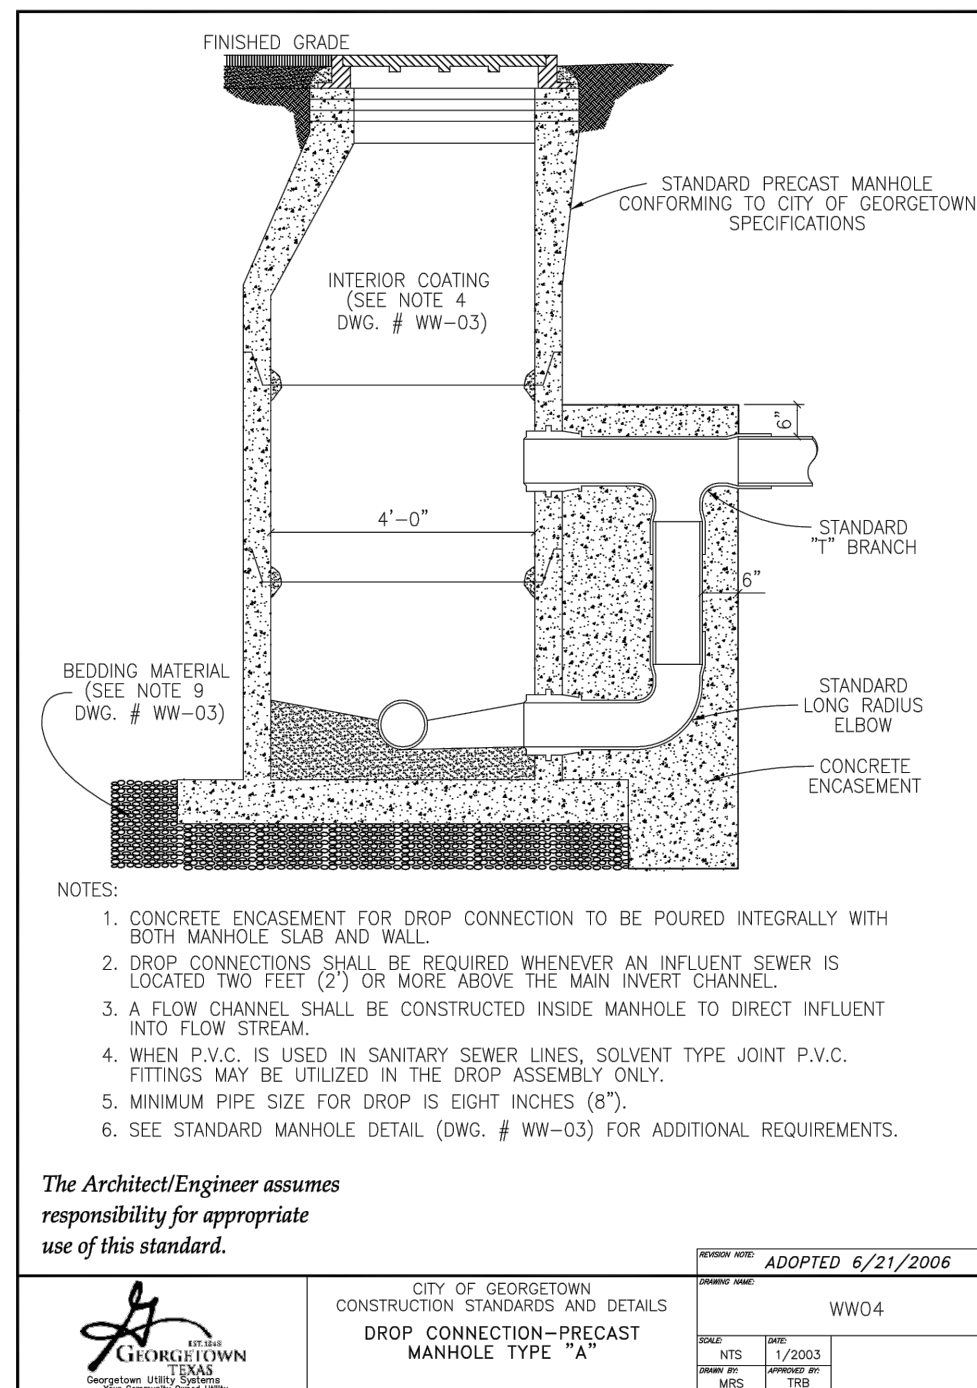 FINISHED GRADE
STANDARD PRECAST MANHOLE
CONFORMING TO CITY OF GEORGETOWN
SPECIFICATIONS
INTERIOR COATING
(SEE NOTE 4
DWG. # WW-03)
6"
4'-0"
STANDARD
"T" BRANCH
6"
BEDDING MATERIAL
(SEE NOTE 9
DWG. # WW-03)
STANDARD
LONG RADIUS
ELBOW
CONCRETE
ENCASEMENT
NOTES:
1. CONCRETE ENCASEMENT FOR DROP CONNECTION TO BE POURED INTEGRALLY WITH
BOTH MANHOLE SLAB AND WALL.
2. DROP CONNECTIONS SHALL BE REQUIRED WHENEVER AN INFLUENT SEWER IS
LOCATED TWO FEET (2') OR MORE ABOVE THE MAIN INVERT CHANNEL.
3. A FLOW CHANNEL SHALL BE CONSTRUCTED INSIDE MANHOLE TO DIRECT INFLUENT
INTO FLOW STREAM.
4. WHEN P.V.C. IS USED IN SANITARY SEWER LINES, SOLVENT TYPE JOINT P.V.C.
FITTINGS MAY BE UTILIZED IN THE DROP ASSEMBLY ONLY.
5. MINIMUM PIPE SIZE FOR DROP IS EIGHT INCHES (8").
6. SEE STANDARD MANHOLE DETAIL (DWG. # WW-03) FOR ADDITIONAL REQUIREMENTS.
The Architect/Engineer assumes
responsibility for appropriate
use of this standard.
REVISION NOTE:
ADOPTED 6/21/2006
EST. 1848
GEORGETOWN
TEXAS
Georgetown Utility Systems
Your Community Owned Utility
CITY OF GEORGETOWN
CONSTRUCTION STANDARDS AND DETAILS
DROP CONNECTION-PRECAST
MANHOLE TYPE "A"
DRAWING NAME:
WW04
SCALE:
NTS
DATE:
1/2003
DRAWN BY:
MRS
APPROVED BY:
TRB